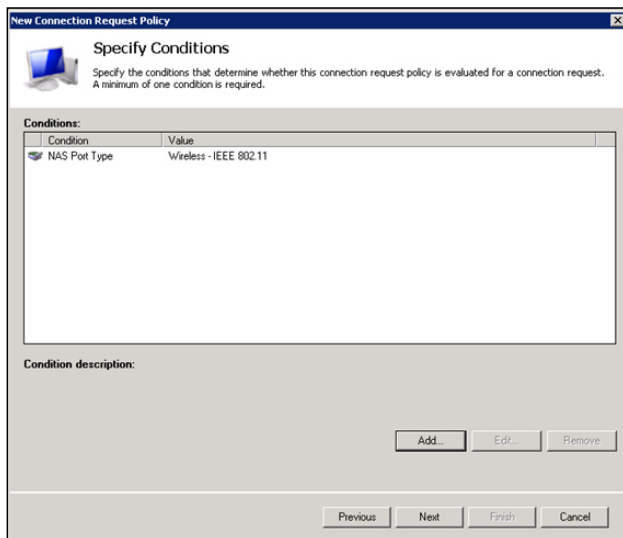 New Connection Request Policy
Specify Conditions
Specify the conditions that determine whether this connection request policy is evaluated for a connection request.
A minimum of one condition is required.
Conditions:
Condition Value
NAS Port Type Wireless - IEEE 802.11
Condition description:
Add... Edit... Remove
Previous Next Finish Cancel